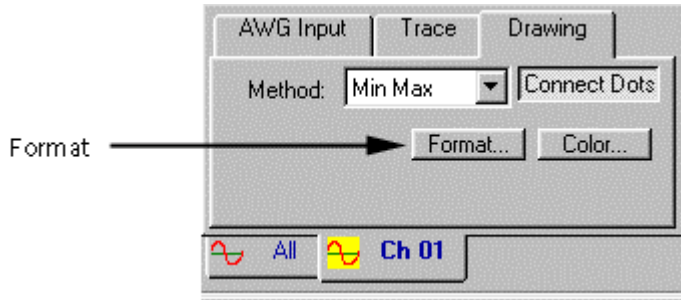 AWG Input Trace Drawing
Method: Min Max Connect Dots
Format Format... Color...
All Ch 01